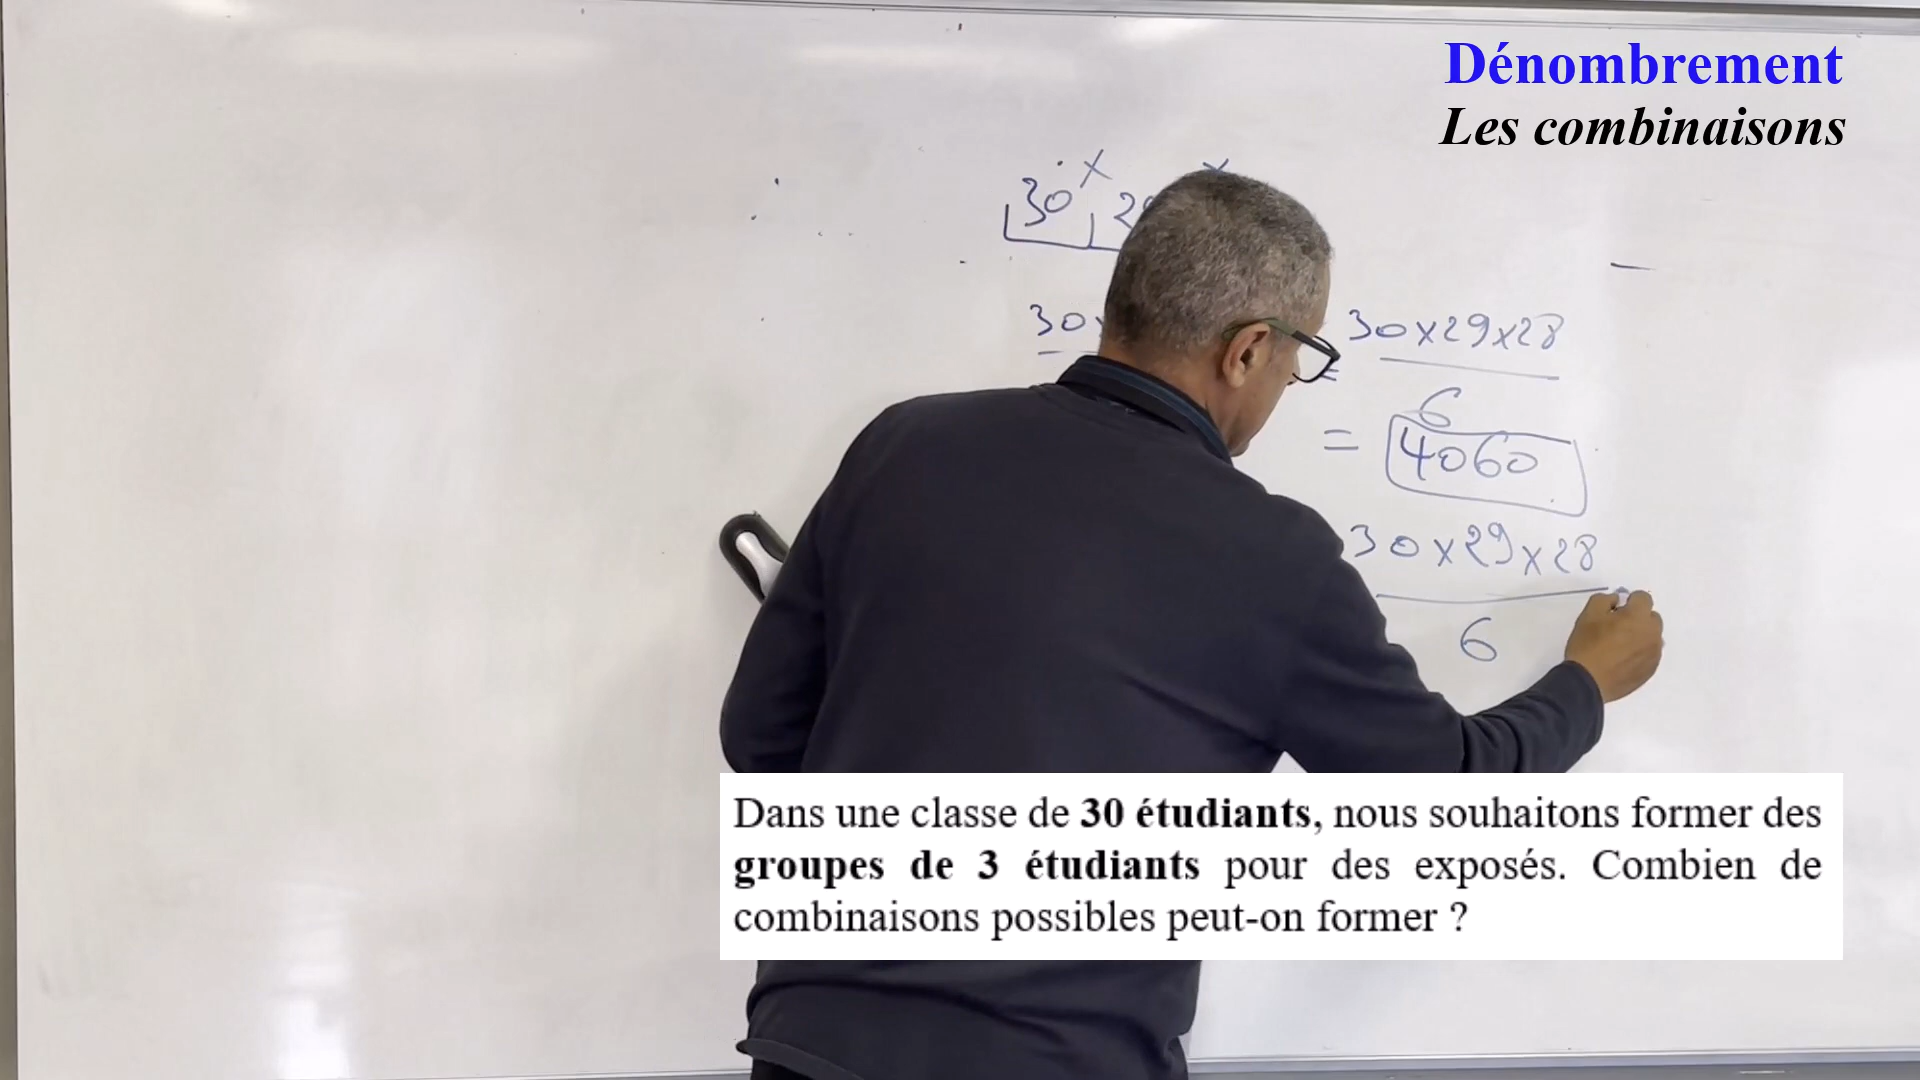 Dénombrement
Les combinaisons
30 x
30
30x29x28
6
= 4060
30x29x28
6
Dans une classe de 30 étudiants, nous souhaitons former des
groupes de 3 étudiants pour des exposés. Combien de
combinaisons possibles peut-on former ?